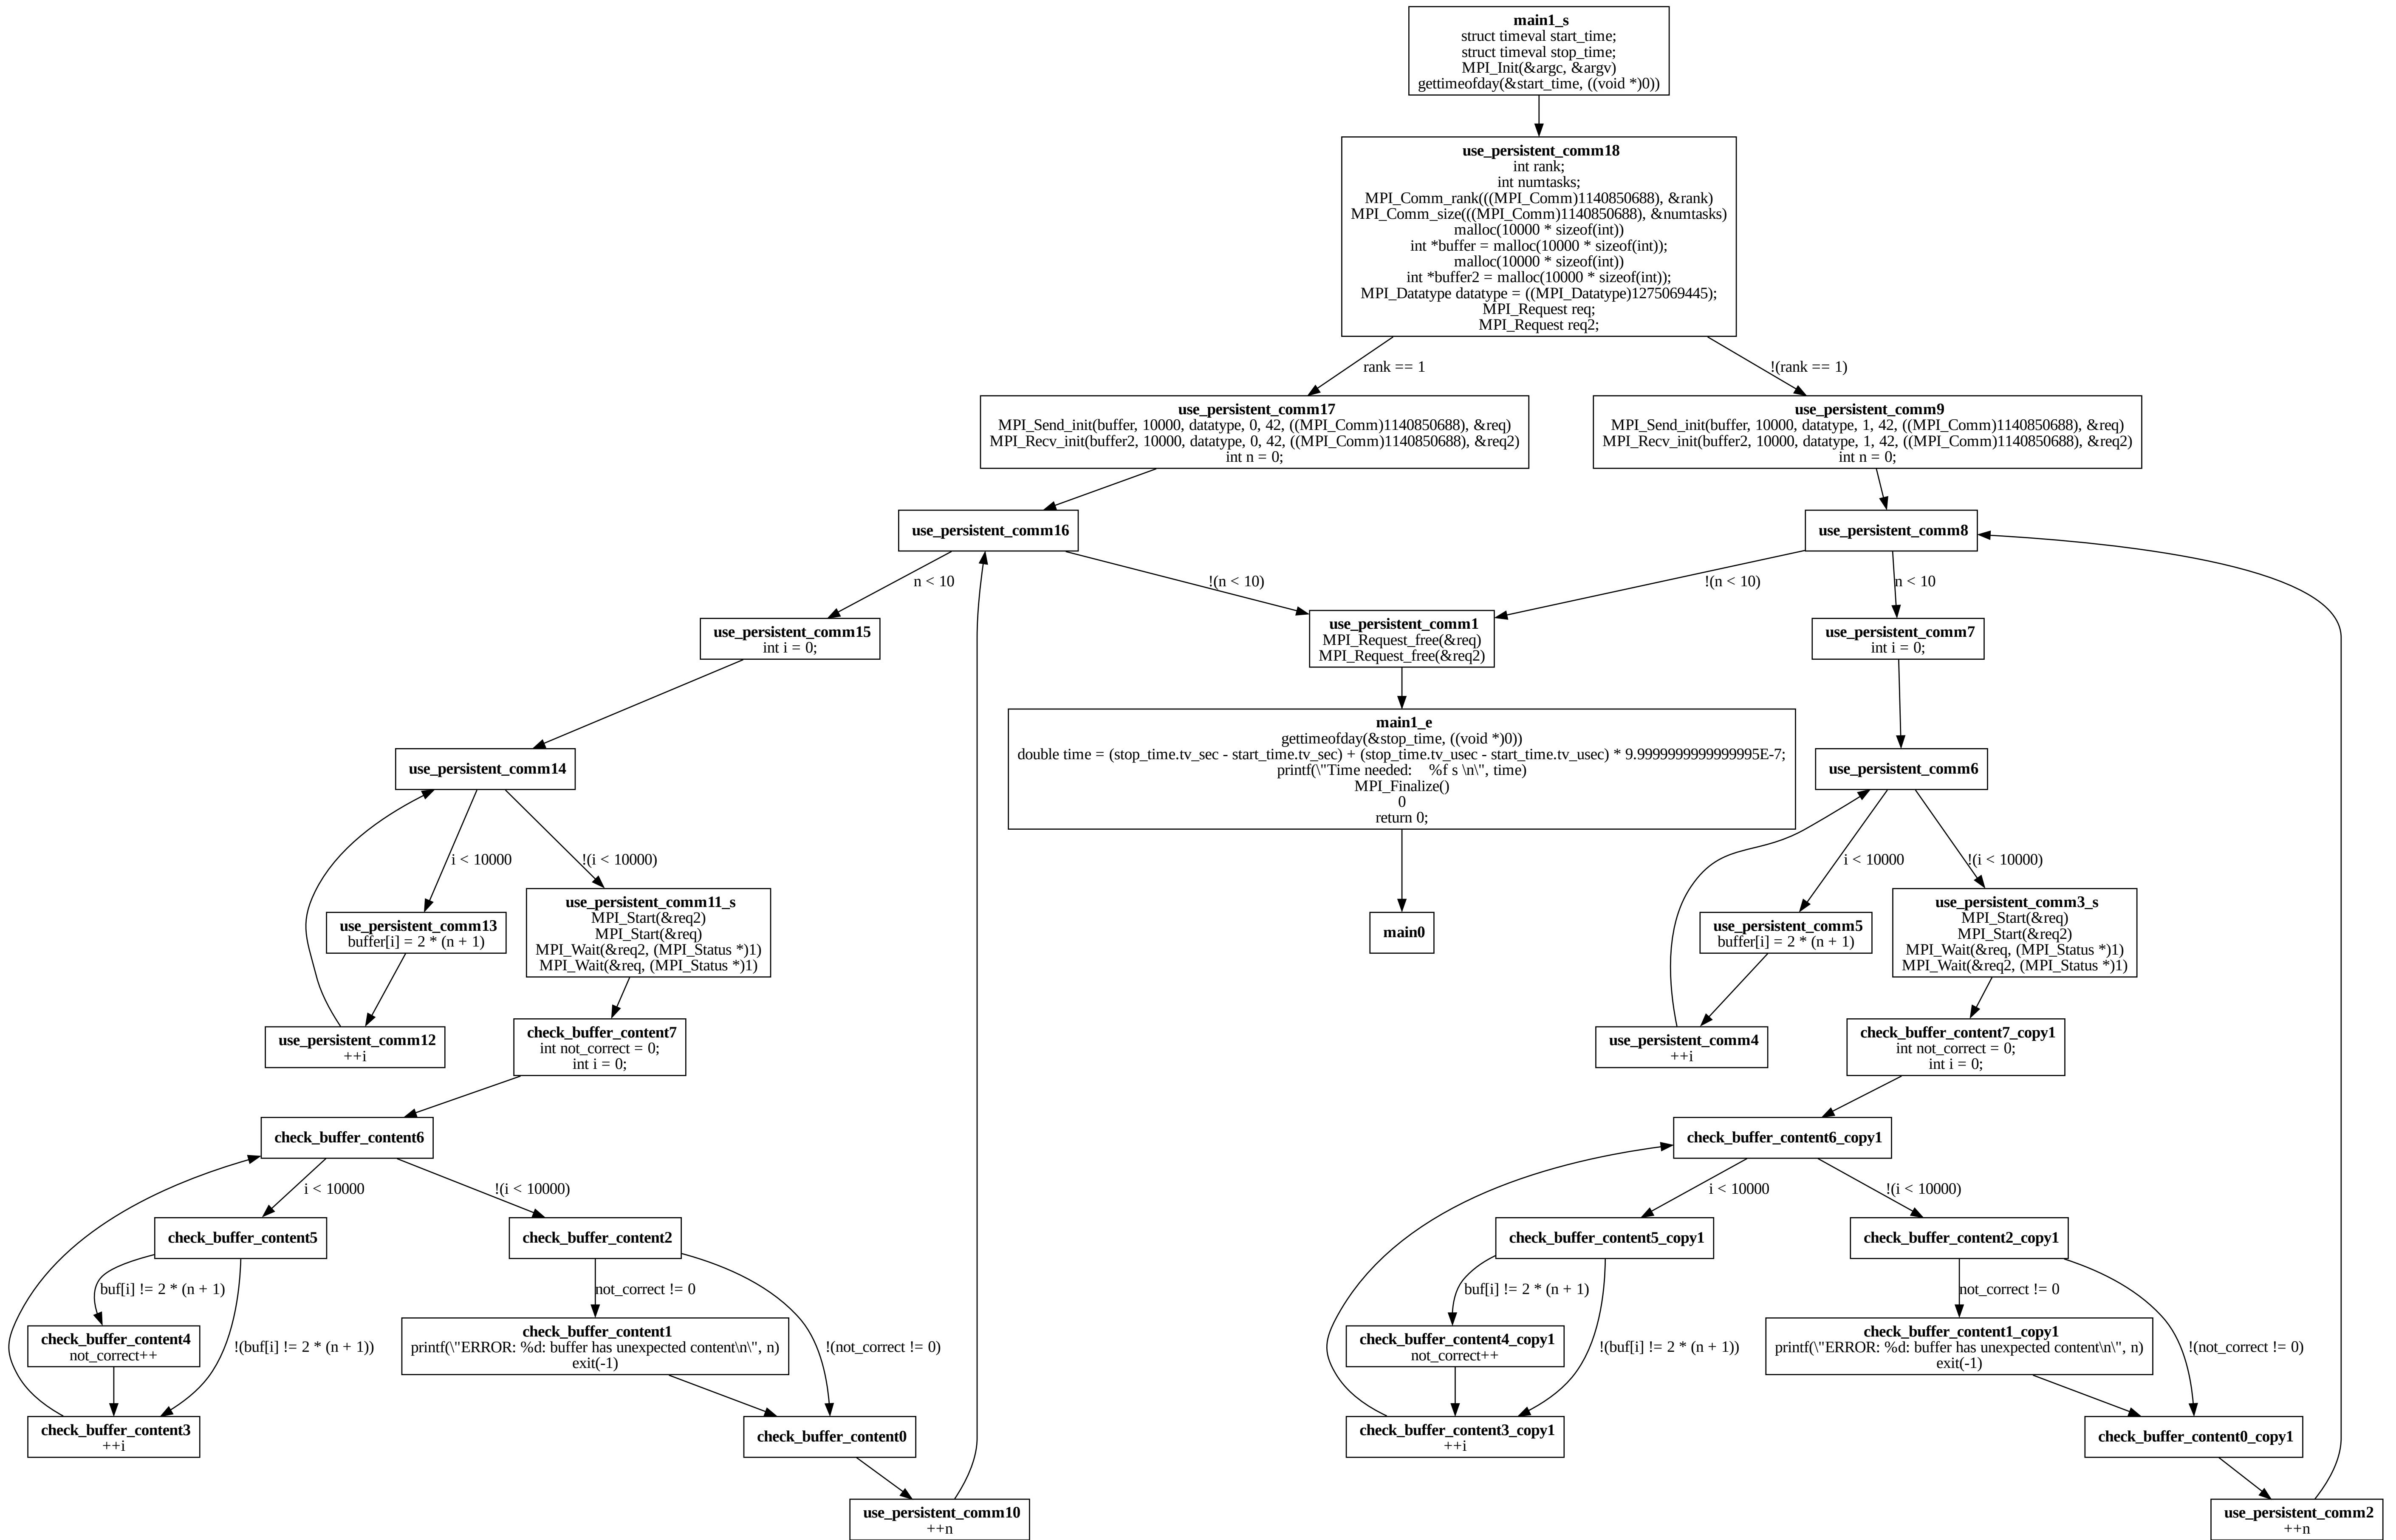 main1_s
struct timeval start_time;
struct timeval stop_time;
MPI_Init(&argc, &argv)
gettimeofday(&start_time, ((void *)0))
use_persistent_comm18
int rank;
int numtasks;
MPI_Comm_rank(((MPI_Comm)1140850688), &rank)
MPI_Comm_size(((MPI_Comm)1140850688), &numtasks)
malloc(10000 * sizeof(int))
int *buffer = malloc(10000 * sizeof(int));
malloc(10000 * sizeof(int))
int *buffer2 = malloc(10000 * sizeof(int));
MPI_Datatype datatype = ((MPI_Datatype)1275069445);
MPI_Request req;
MPI_Request req2;
rank == 1
!(rank == 1)
use_persistent_comm17
MPI_Send_init(buffer, 10000, datatype, 0, 42, ((MPI_Comm)1140850688), &req)
MPI_Recv_init(buffer2, 10000, datatype, 0, 42, ((MPI_Comm)1140850688), &req2)
int n = 0;
use_persistent_comm9
MPI_Send_init(buffer, 10000, datatype, 1, 42, ((MPI_Comm)1140850688), &req)
MPI_Recv_init(buffer2, 10000, datatype, 1, 42, ((MPI_Comm)1140850688), &req2)
int n = 0;
use_persistent_comm16
use_persistent_comm8
n < 10
!(n < 10)
!(n < 10)
n < 10
use_persistent_comm15
int i = 0;
use_persistent_comm1
MPI_Request_free(&req)
MPI_Request_free(&req2)
use_persistent_comm7
int i = 0;
use_persistent_comm14
main1_e
gettimeofday(&stop_time, ((void *)0))
double time = (stop_time.tv_sec - start_time.tv_sec) + (stop_time.tv_usec - start_time.tv_usec) * 9.9999999999999995E-7;
printf(\"Time needed:    %f s \n\", time)
MPI_Finalize()
0
return 0;
use_persistent_comm6
i < 10000
!(i < 10000)
i < 10000
!(i < 10000)
use_persistent_comm13
buffer[i] = 2 * (n + 1)
use_persistent_comm11_s
MPI_Start(&req2)
MPI_Start(&req)
MPI_Wait(&req2, (MPI_Status *)1)
MPI_Wait(&req, (MPI_Status *)1)
main0
use_persistent_comm5
buffer[i] = 2 * (n + 1)
use_persistent_comm3_s
MPI_Start(&req)
MPI_Start(&req2)
MPI_Wait(&req, (MPI_Status *)1)
MPI_Wait(&req2, (MPI_Status *)1)
use_persistent_comm12
++i
check_buffer_content7
int not_correct = 0;
int i = 0;
use_persistent_comm4
++i
check_buffer_content7_copy1
int not_correct = 0;
int i = 0;
check_buffer_content6
check_buffer_content6_copy1
i < 10000
!(i < 10000)
i < 10000
!(i < 10000)
check_buffer_content5
check_buffer_content2
check_buffer_content5_copy1
check_buffer_content2_copy1
buf[i] != 2 * (n + 1)
not_correct != 0
buf[i] != 2 * (n + 1)
not_correct != 0
check_buffer_content4
not_correct++
!(buf[i] != 2 * (n + 1))
check_buffer_content1
printf(\"ERROR: %d: buffer has unexpected content\n\", n)
exit(-1)
!(not_correct != 0)
check_buffer_content4_copy1
not_correct++
!(buf[i] != 2 * (n + 1))
check_buffer_content1_copy1
printf(\"ERROR: %d: buffer has unexpected content\n\", n)
exit(-1)
!(not_correct != 0)
check_buffer_content3
++i
check_buffer_content0
check_buffer_content3_copy1
++i
check_buffer_content0_copy1
use_persistent_comm10
++n
use_persistent_comm2
++n